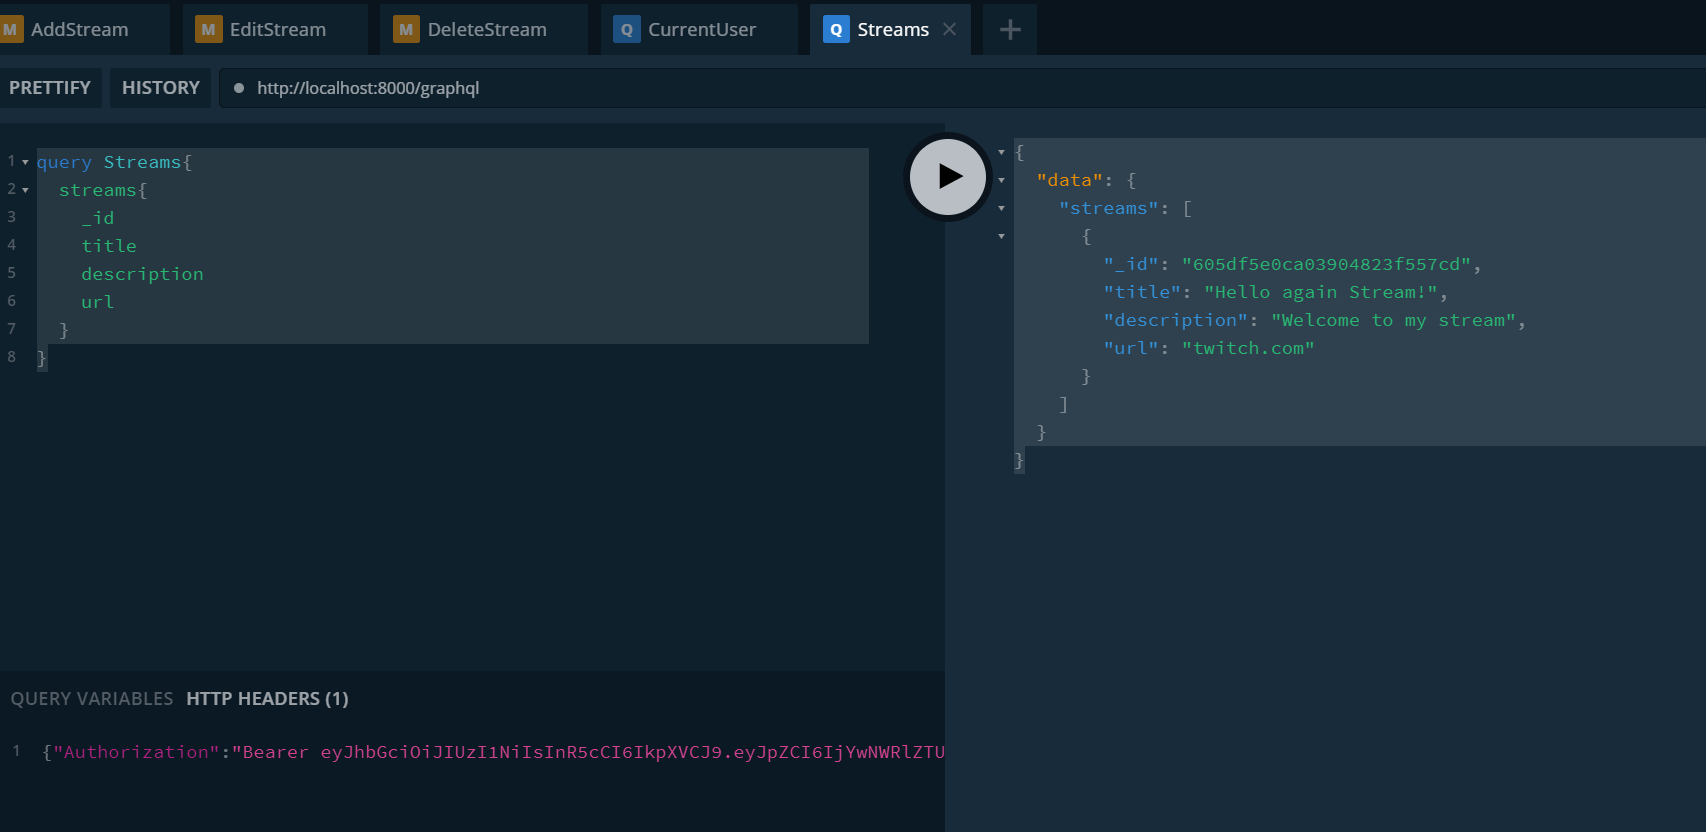 M AddStream M EditStream M DeleteStream Q CurrentUser Q Streams × +
PRETTIFY HISTORY http://localhost:8000/graphql
1 query Streams{
2 streams{
3 _id
4 title
5 description
6 url
7 }
8 }
{
"data": {
"streams": [
{
"_id": "605df5e0ca03904823f557cd",
"title": "Hello again Stream!",
"description": "Welcome to my stream",
"url": "twitch.com"
}
]
}
}
QUERY VARIABLES HTTP HEADERS (1)
1 {"Authorization":"Bearer eyJhbGciOiJIUzI1NiIsInR5cCI6IkpXVCJ9.eyJpZCI6IjYwNWRlZTU